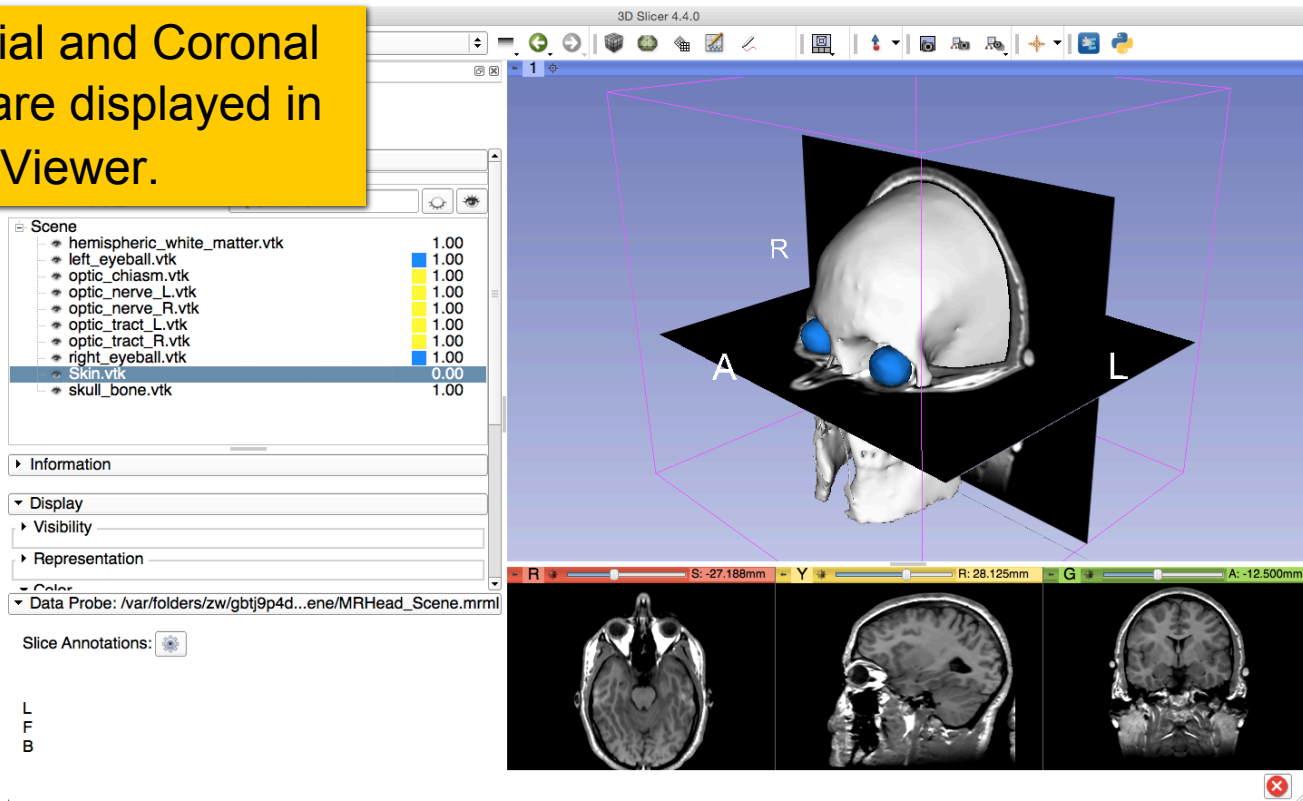 3D Slicer 4.4.0
ial and Coronal
are displayed in
Viewer.
1
Scene
hemispheric_white_matter.vtk 1.00
left_eyeball.vtk 1.00
optic_chiasm.vtk 1.00
optic_nerve_L.vtk 1.00
optic_nerve_R.vtk 1.00
optic_tract_L.vtk 1.00
optic_tract_R.vtk 1.00
right_eyeball.vtk 1.00
Skin.vtk 0.00
skull_bone.vtk 1.00
Information
Display
Visibility
Representation
Data Probe: /var/folders/zw/gbtj9p4d...ene/MRHead_Scene.mrml
Slice Annotations:
L
F
B
R
A
L
R S: -27.188mm
Y R: 28.125mm
G A: -12.500mm